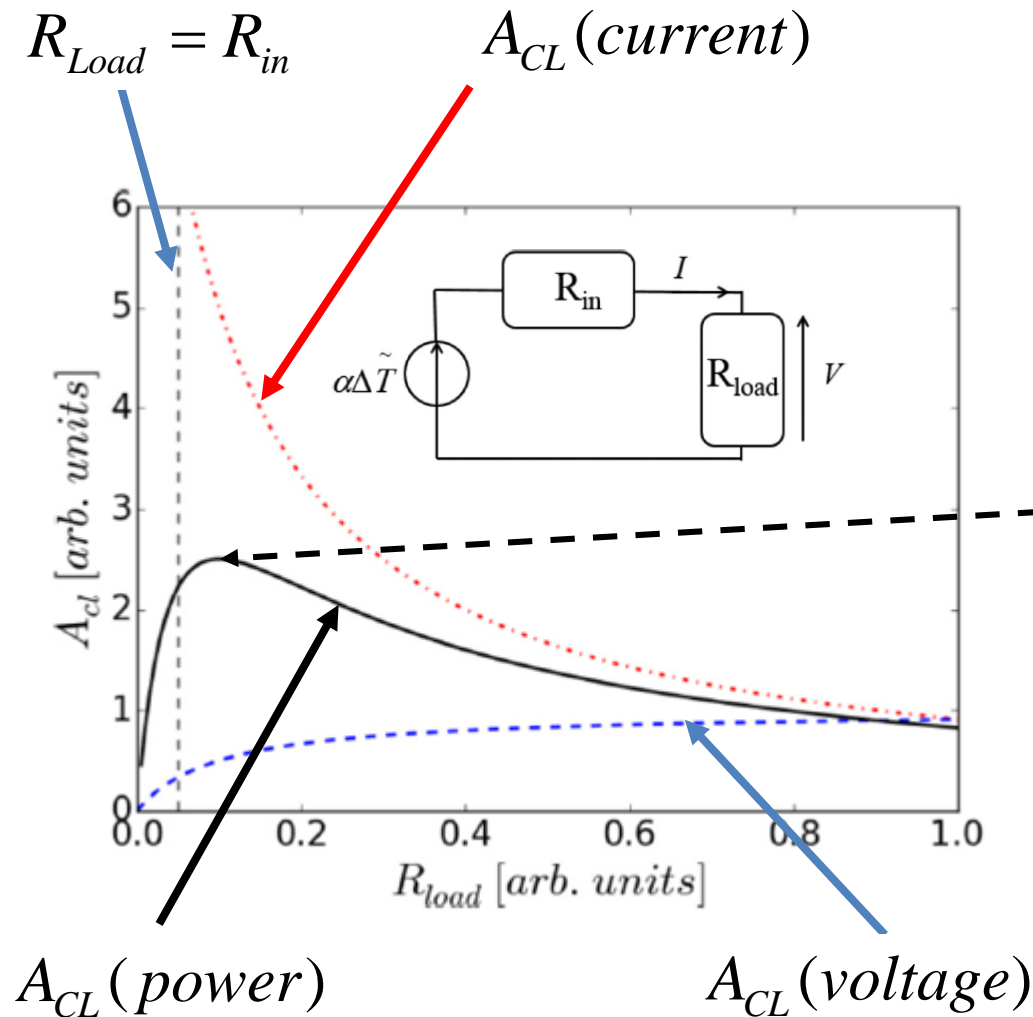 R_Load = R_in
A_CL (current)
6
5
4
3
2
1
0
A_cl [arb. units]
R_in
I
αΔT̃
R_load
V
0.0 0.2 0.4 0.6 0.8 1.0
R_load [arb. units]
A_CL (power)
A_CL (voltage)